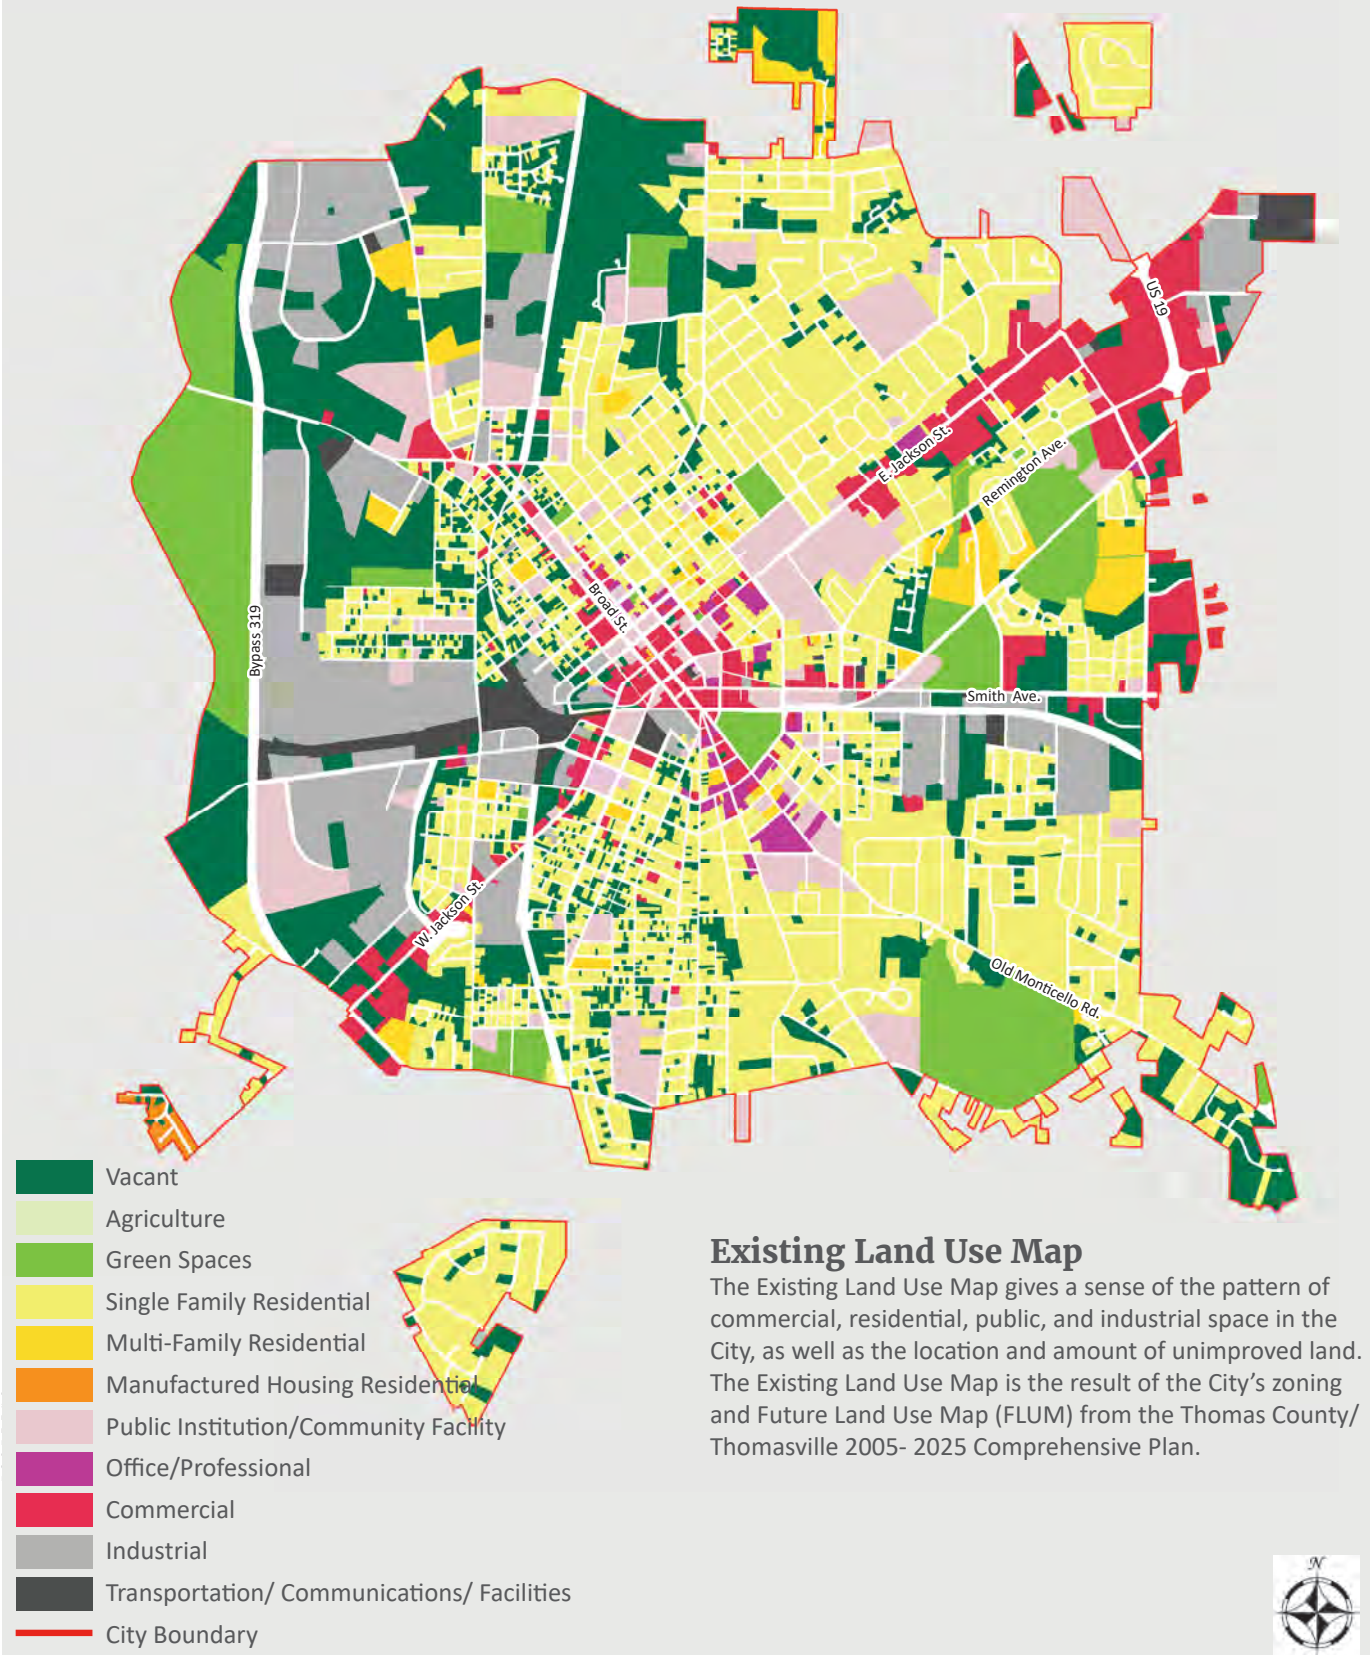 US 19
E. Jackson St.
Remington Ave.
Broad St.
Bypass 319
Smith Ave.
W. Jackson St.
Old Monticello Rd.
Vacant
Agriculture
Green Spaces
Single Family Residential
Multi-Family Residential
Manufactured Housing Residential
Public Institution/Community Facility
Office/Professional
Commercial
Industrial
Transportation/ Communications/ Facilities
City Boundary
Existing Land Use Map
The Existing Land Use Map gives a sense of the pattern of
commercial, residential, public, and industrial space in the
City, as well as the location and amount of unimproved land.
The Existing Land Use Map is the result of the City's zoning
and Future Land Use Map (FLUM) from the Thomas County/
Thomasville 2005- 2025 Comprehensive Plan.
N